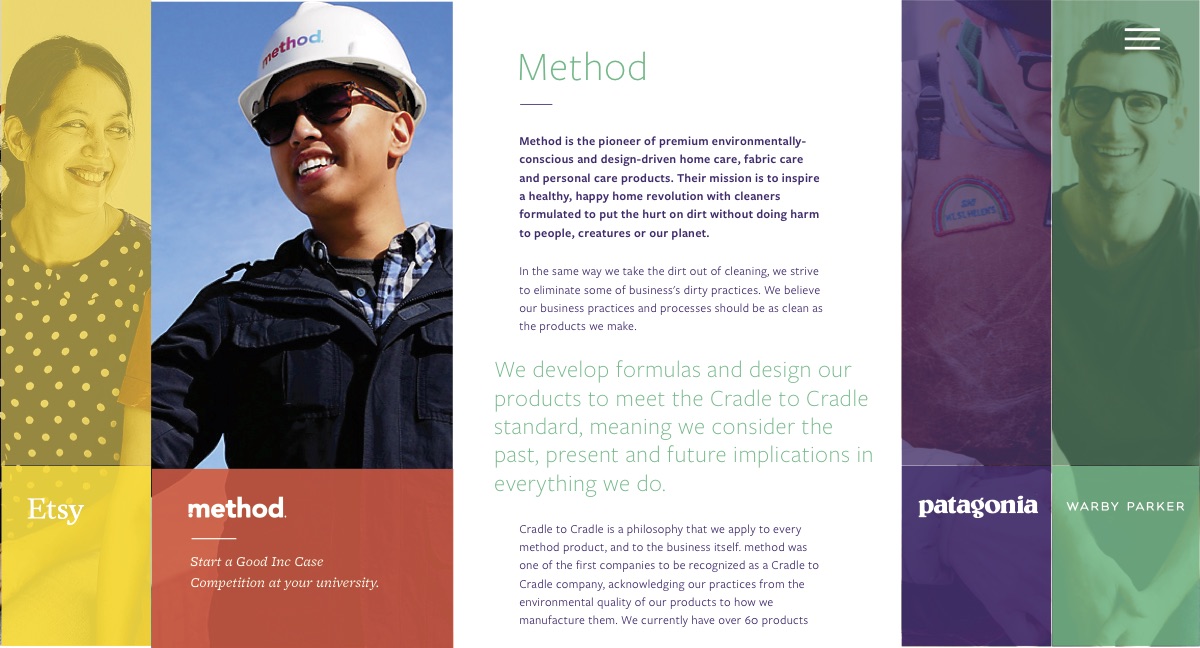 method.
Method
Method is the pioneer of premium environmentally-
conscious and design-driven home care, fabric care
and personal care products. Their mission is to inspire
a healthy, happy home revolution with cleaners
formulated to put the hurt on dirt without doing harm
to people, creatures or our planet.
In the same way we take the dirt out of cleaning, we strive
to eliminate some of business's dirty practices. We believe
our business practices and processes should be as clean as
the products we make.
We develop formulas and design our
products to meet the Cradle to Cradle
standard, meaning we consider the
past, present and future implications in
everything we do.
Cradle to Cradle is a philosophy that we apply to every
method product, and to the business itself. method was
one of the first companies to be recognized as a Cradle to
Cradle company, acknowledging our practices from the
environmental quality of our products to how we
manufacture them. We currently have over 60 products
Etsy
method.
Start a Good Inc Case
Competition at your university.
MT. ST. HELEN'S
patagonia
WARBY PARKER